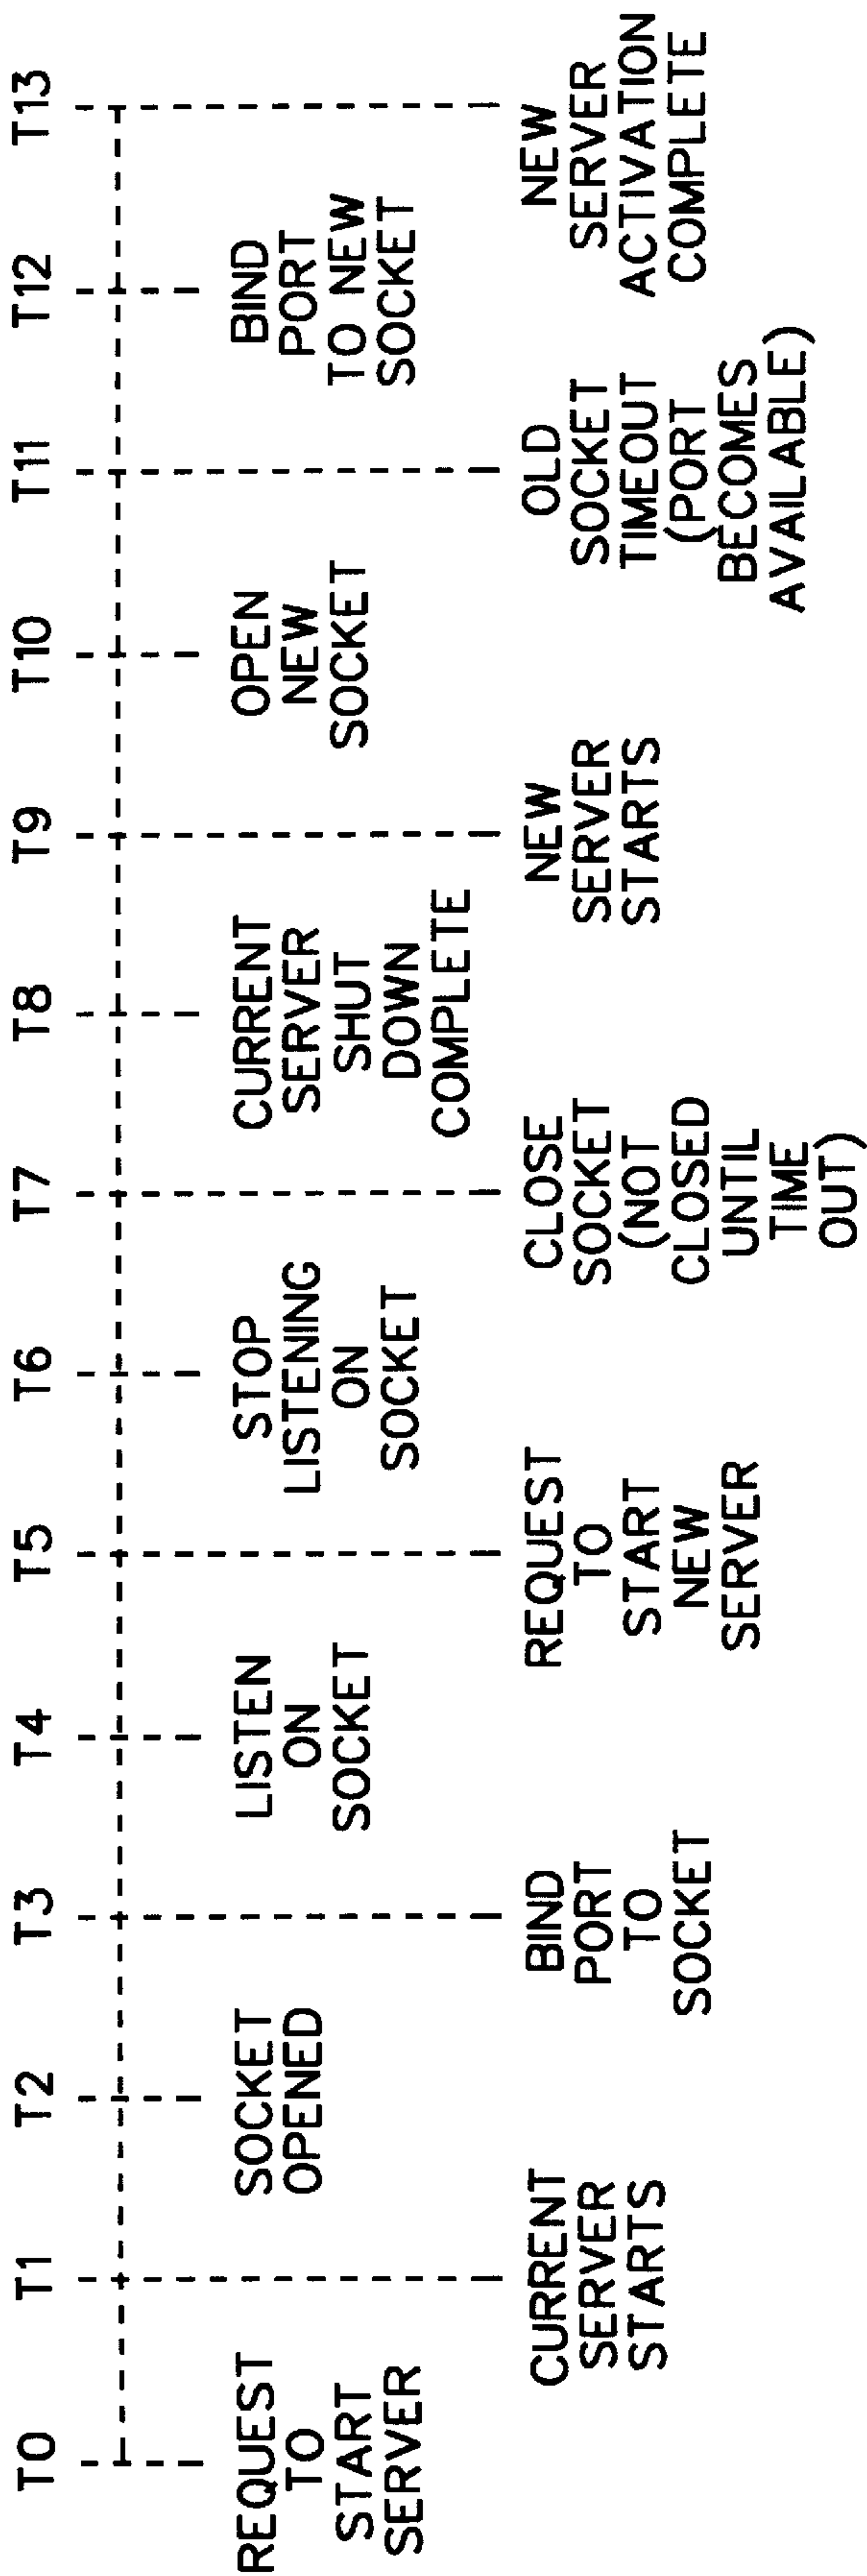 T0
REQUEST
TO
START
SERVER
T1
CURRENT
SERVER
STARTS
T2
SOCKET
OPENED
T3
BIND
PORT
TO
SOCKET
T4
LISTEN
ON
SOCKET
T5
REQUEST
TO
START
NEW
SERVER
T6
STOP
LISTENING
ON
SOCKET
T7
CLOSE
SOCKET
(NOT
CLOSED
UNTIL
TIME
OUT)
T8
CURRENT
SERVER
SHUT
DOWN
COMPLETE
T9
NEW
SERVER
STARTS
T10
OPEN
NEW
SOCKET
T11
OLD
SOCKET
TIMEOUT
(PORT
BECOMES
AVAILABLE)
T12
BIND
PORT
TO NEW
SOCKET
T13
NEW
SERVER
ACTIVATION
COMPLETE